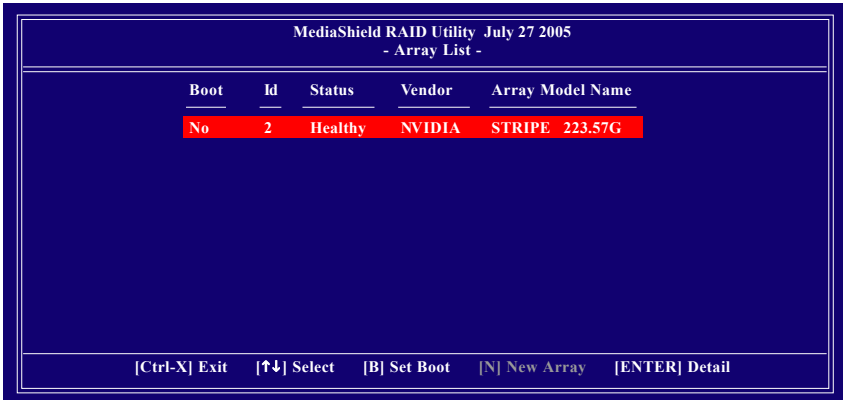 MediaShield RAID Utility July 27 2005
- Array List -
Boot Id Status Vendor Array Model Name
No 2 Healthy NVIDIA STRIPE 223.57G
[Ctrl-X] Exit [↑↓] Select [B] Set Boot [N] New Array [ENTER] Detail